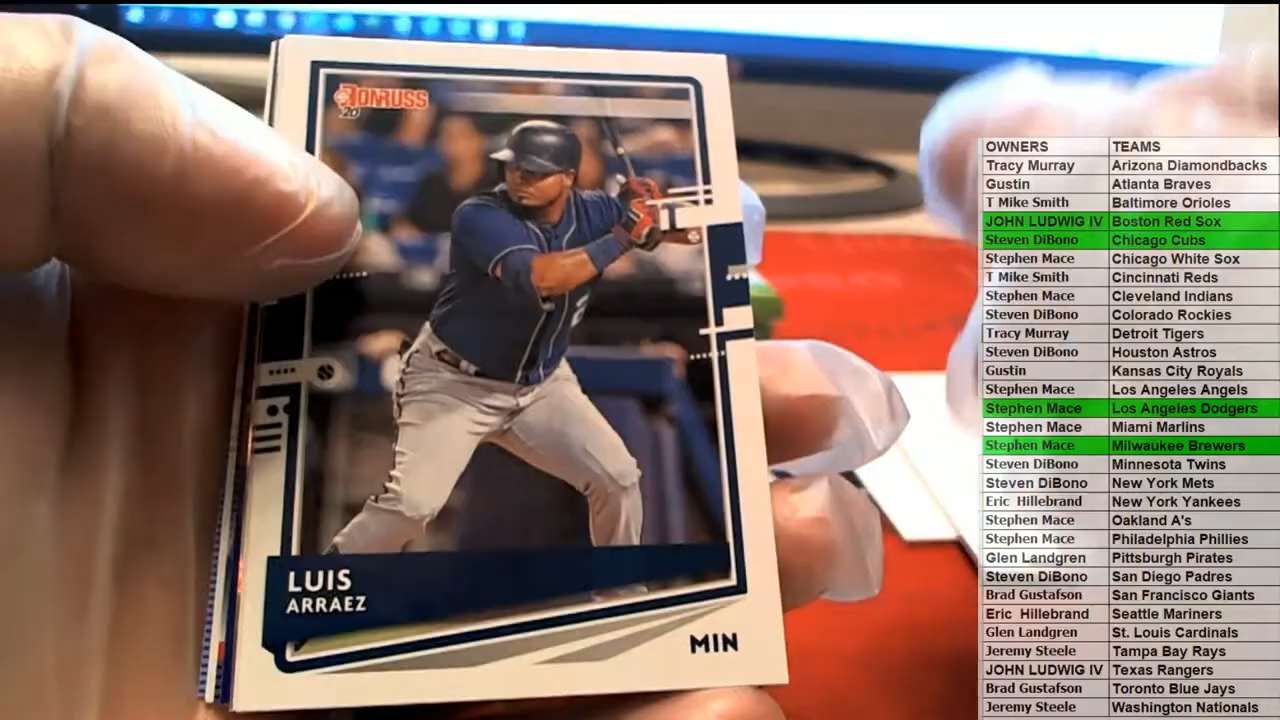 DONRUSS
20
LUIS
ARRAEZ
MIN
OWNERS TEAMS
Tracy Murray Arizona Diamondbacks
Gustin Atlanta Braves
T Mike Smith Baltimore Orioles
JOHN LUDWIG IV Boston Red Sox
Steven DiBono Chicago Cubs
Stephen Mace Chicago White Sox
T Mike Smith Cincinnati Reds
Stephen Mace Cleveland Indians
Steven DiBono Colorado Rockies
Tracy Murray Detroit Tigers
Steven DiBono Houston Astros
Gustin Kansas City Royals
Stephen Mace Los Angeles Angels
Stephen Mace Los Angeles Dodgers
Stephen Mace Miami Marlins
Stephen Mace Milwaukee Brewers
Steven DiBono Minnesota Twins
Steven DiBono New York Mets
Eric Hillebrand New York Yankees
Stephen Mace Oakland A's
Stephen Mace Philadelphia Phillies
Glen Landgren Pittsburgh Pirates
Steven DiBono San Diego Padres
Brad Gustafson San Francisco Giants
Eric Hillebrand Seattle Mariners
Glen Landgren St. Louis Cardinals
Jeremy Steele Tampa Bay Rays
JOHN LUDWIG IV Texas Rangers
Brad Gustafson Toronto Blue Jays
Jeremy Steele Washington Nationals